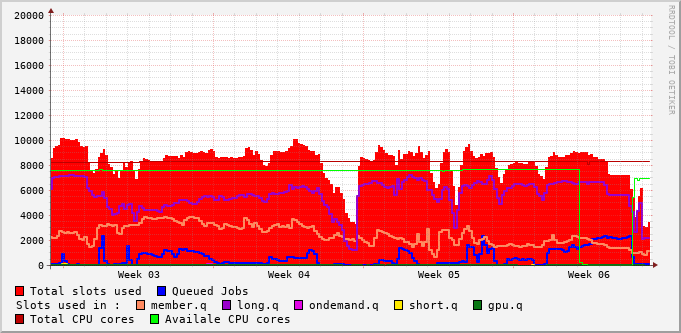 RRDTOOL / TOBI OETIKER
20000
18000
16000
14000
12000
10000
8000
6000
4000
2000
0
Week 03 Week 04 Week 05 Week 06
Total slots used Queued Jobs
Slots used in : member.q long.q ondemand.q short.q gpu.q
Total CPU cores Availale CPU cores